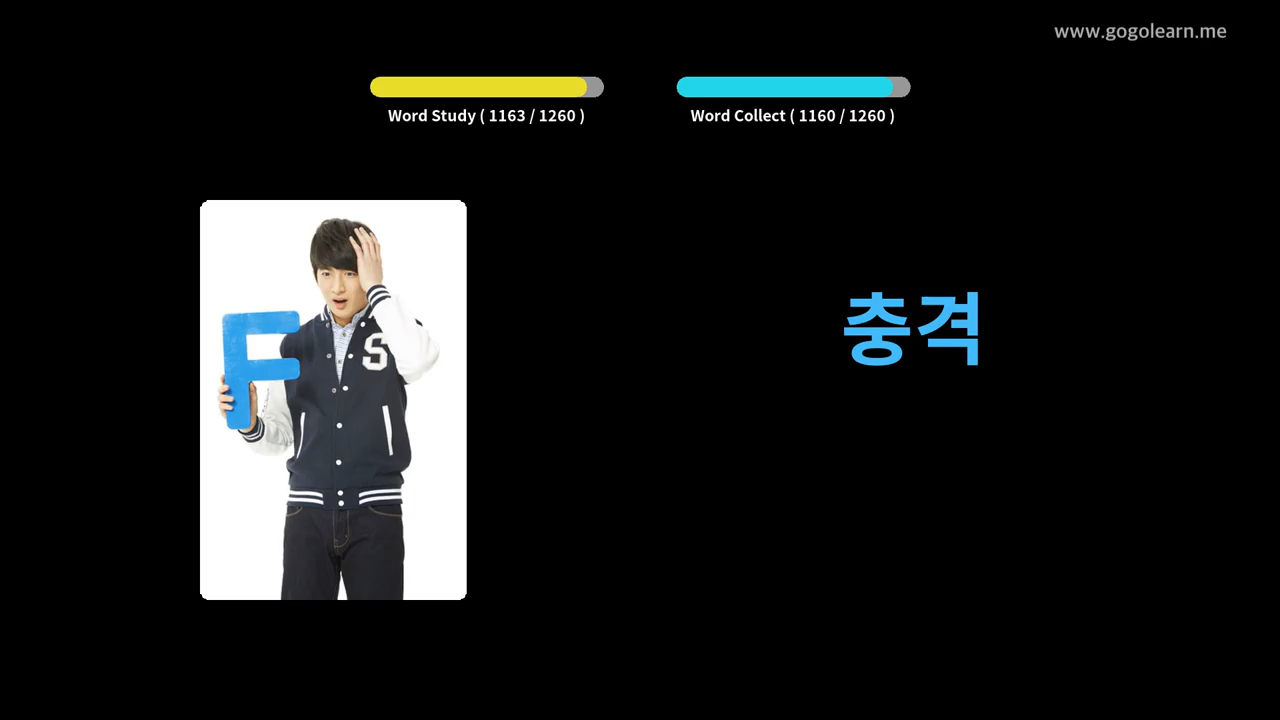 www.gogolearn.me
Word Study ( 1163 / 1260 )
Word Collect ( 1160 / 1260 )
F
S
충격